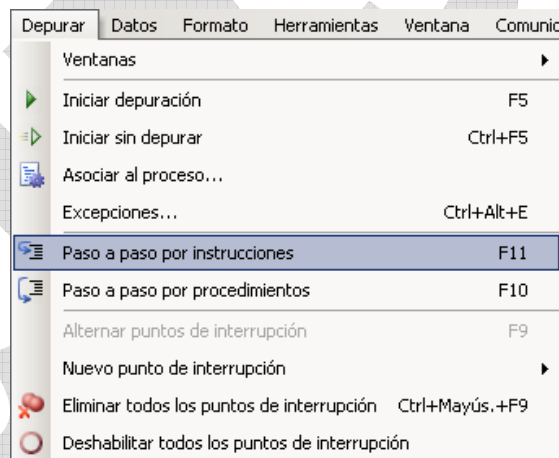 Depurar Datos Formato Herramientas Ventana
Ventanas
Iniciar depuración F5
Iniciar sin depurar Ctrl+F5
Asociar al proceso...
Excepciones... Ctrl+Alt+E
Paso a paso por instrucciones F11
Paso a paso por procedimientos F10
Alternar puntos de interrupción F9
Nuevo punto de interrupción
Eliminar todos los puntos de interrupción Ctrl+Mayús.+F9
Deshabilitar todos los puntos de interrupción